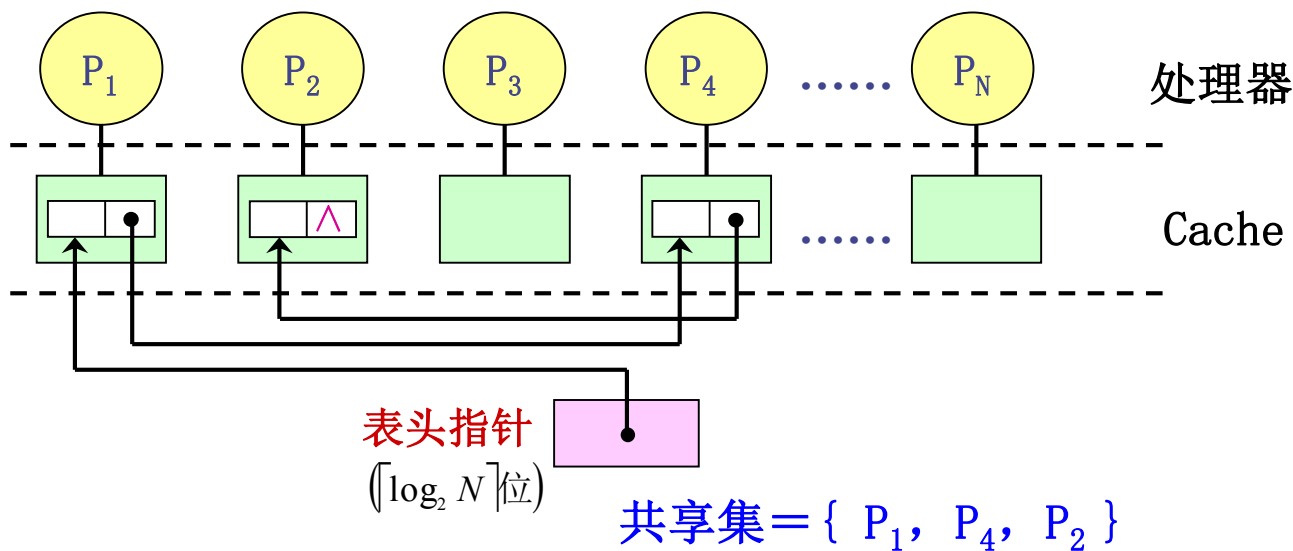 P₁ P₂ P₃ P₄ …… P_N 处理器
∧ …… Cache
表头指针
(⌈log₂ N⌉位)
共享集＝{ P₁, P₄, P₂ }